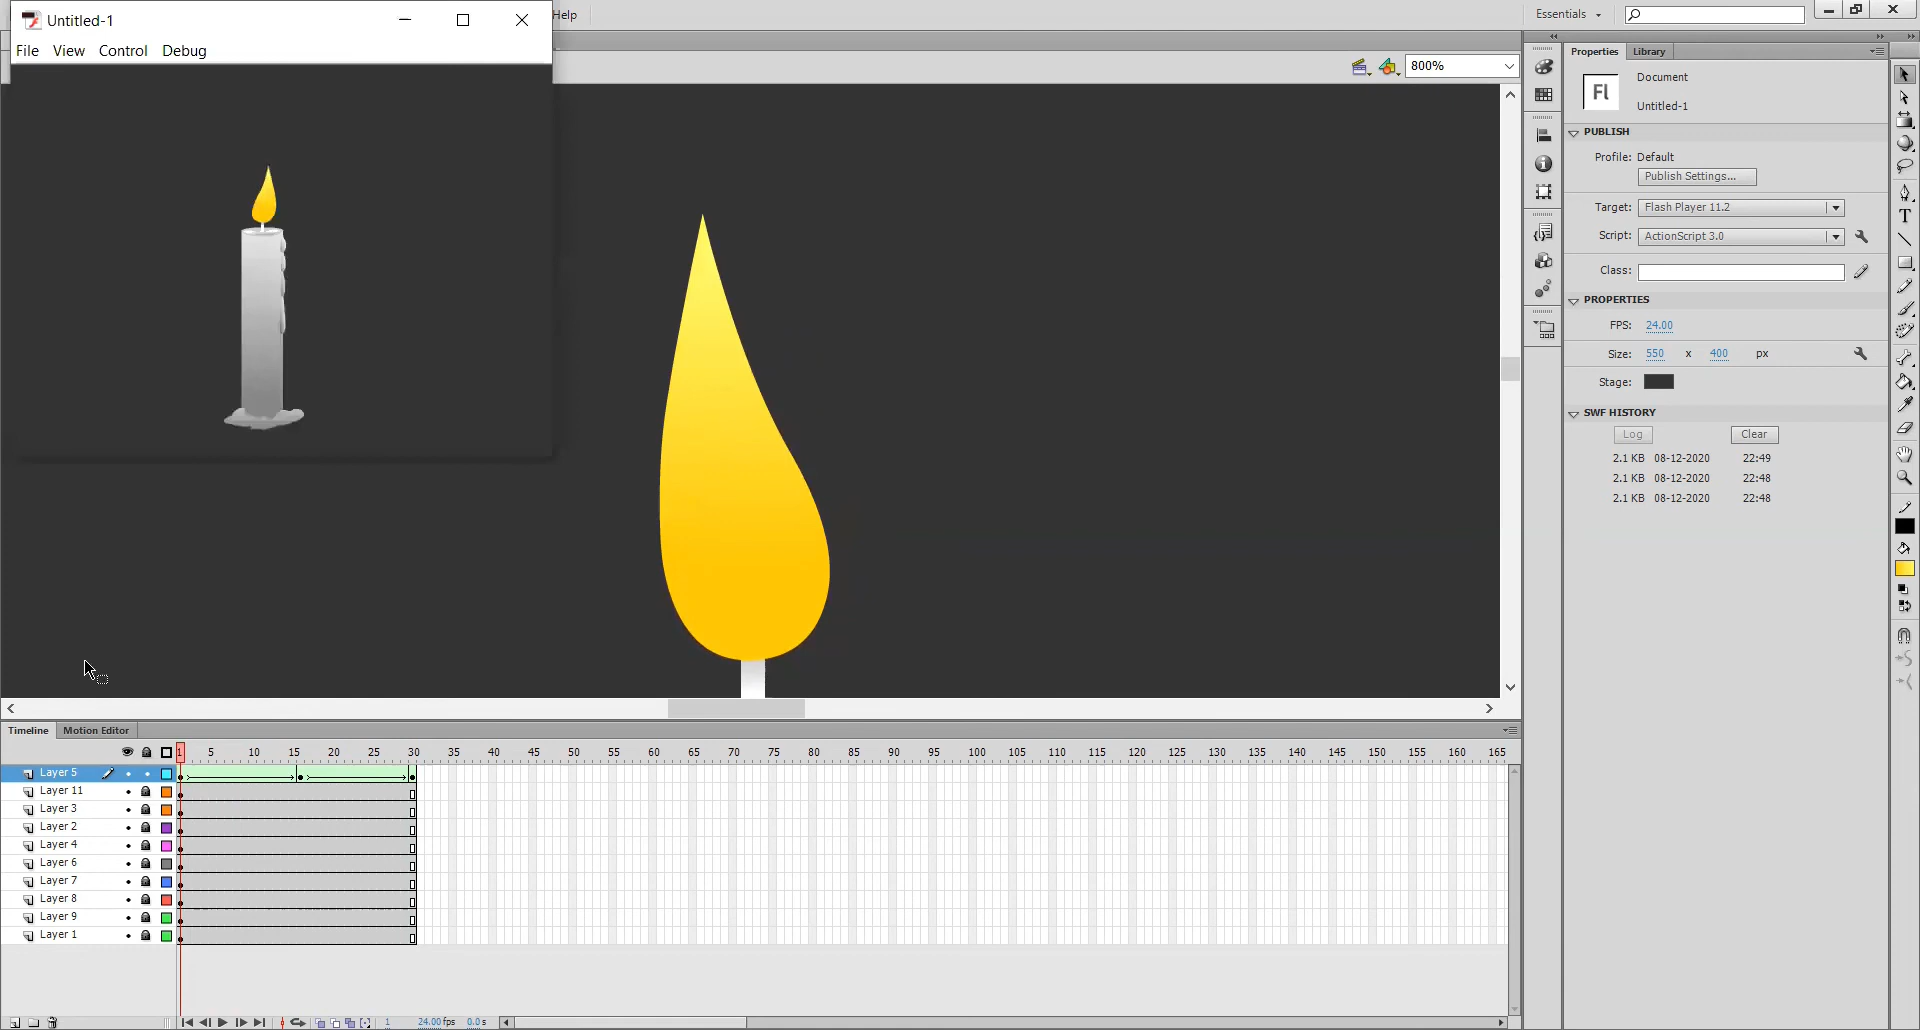 Untitled-1
File View Control Debug
Help
Essentials
800%
Properties Library
Fl
Document
Untitled-1
PUBLISH
Profile: Default
Publish Settings...
Target: Flash Player 11.2
Script: ActionScript 3.0
Class:
PROPERTIES
FPS: 24.00
Size: 550 x 400 px
Stage:
SWF HISTORY
Log Clear
2.1 KB 08-12-2020 22:49
2.1 KB 08-12-2020 22:48
2.1 KB 08-12-2020 22:48
T
Timeline Motion Editor
1 5 10 15 20 25 30 35 40 45 50 55 60 65 70 75 80 85 90 95 100 105 110 115 120 125 130 135 140 145 150 155 160 165
Layer 5
Layer 11
Layer 3
Layer 2
Layer 4
Layer 6
Layer 7
Layer 8
Layer 9
Layer 1
1 24.00 fps 0.0 s